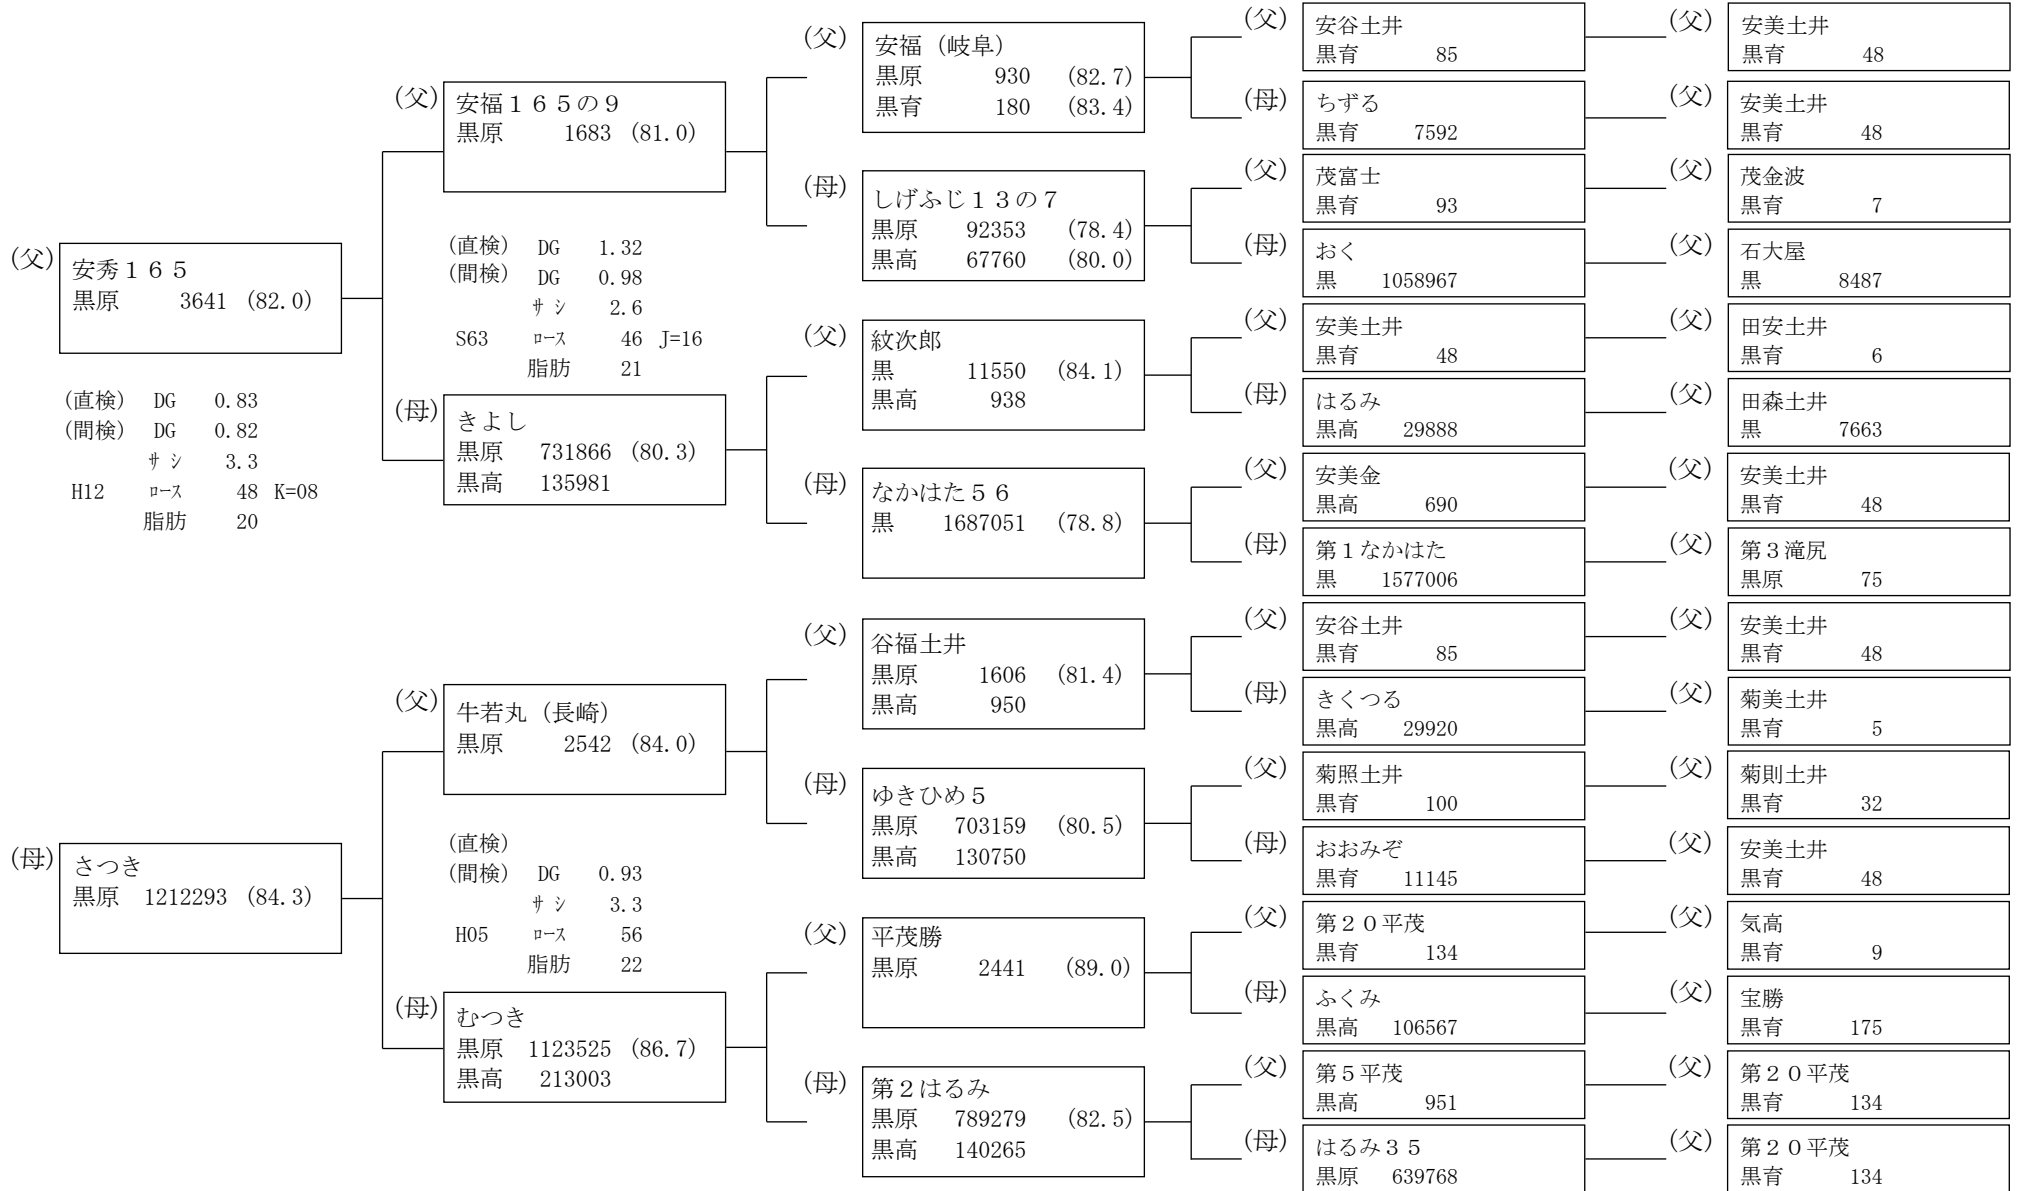 (父)
安秀１６５
黒原 3641 (82.0)
(直検) DG 0.83
(間検) DG 0.82
ｻｼ 3.3
H12 ﾛｰｽ 48 K=08
脂肪 20
(母)
さつき
黒原 1212293 (84.3)
(父)
安福１６５の９
黒原 1683 (81.0)
(直検) DG 1.32
(間検) DG 0.98
ｻｼ 2.6
S63 ﾛｰｽ 46 J=16
脂肪 21
(母)
きよし
黒原 731866 (80.3)
黒高 135981
(父)
牛若丸（長崎）
黒原 2542 (84.0)
(直検)
(間検) DG 0.93
ｻｼ 3.3
H05 ﾛｰｽ 56
脂肪 22
(母)
むつき
黒原 1123525 (86.7)
黒高 213003
(父)
安福（岐阜）
黒原 930 (82.7)
黒育 180 (83.4)
(母)
しげふじ１３の７
黒原 92353 (78.4)
黒高 67760 (80.0)
(父)
紋次郎
黒 11550 (84.1)
黒高 938
(母)
なかはた５６
黒 1687051 (78.8)
(父)
谷福土井
黒原 1606 (81.4)
黒高 950
(母)
ゆきひめ５
黒原 703159 (80.5)
黒高 130750
(父)
平茂勝
黒原 2441 (89.0)
(母)
第２はるみ
黒原 789279 (82.5)
黒高 140265
(父)
安谷土井
黒育 85
(母)
ちずる
黒育 7592
(父)
茂富士
黒育 93
(母)
おく
黒 1058967
(父)
安美土井
黒育 48
(母)
はるみ
黒高 29888
(父)
安美金
黒高 690
(母)
第１なかはた
黒 1577006
(父)
安谷土井
黒育 85
(母)
きくつる
黒高 29920
(父)
菊照土井
黒育 100
(母)
おおみぞ
黒育 11145
(父)
第２０平茂
黒育 134
(母)
ふくみ
黒高 106567
(父)
第５平茂
黒高 951
(母)
はるみ３５
黒原 639768
(父)
安美土井
黒育 48
(父)
安美土井
黒育 48
(父)
茂金波
黒育 7
(父)
石大屋
黒 8487
(父)
田安土井
黒育 6
(父)
田森土井
黒 7663
(父)
安美土井
黒育 48
(父)
第３滝尻
黒原 75
(父)
安美土井
黒育 48
(父)
菊美土井
黒育 5
(父)
菊則土井
黒育 32
(父)
安美土井
黒育 48
(父)
気高
黒育 9
(父)
宝勝
黒育 175
(父)
第２０平茂
黒育 134
(父)
第２０平茂
黒育 134